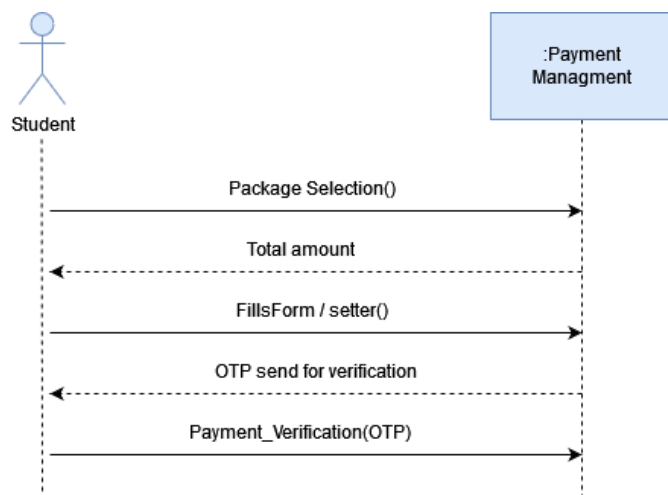 :Payment
Managment
Student
Package Selection()
Total amount
FillsForm / setter()
OTP send for verification
Payment_Verification(OTP)